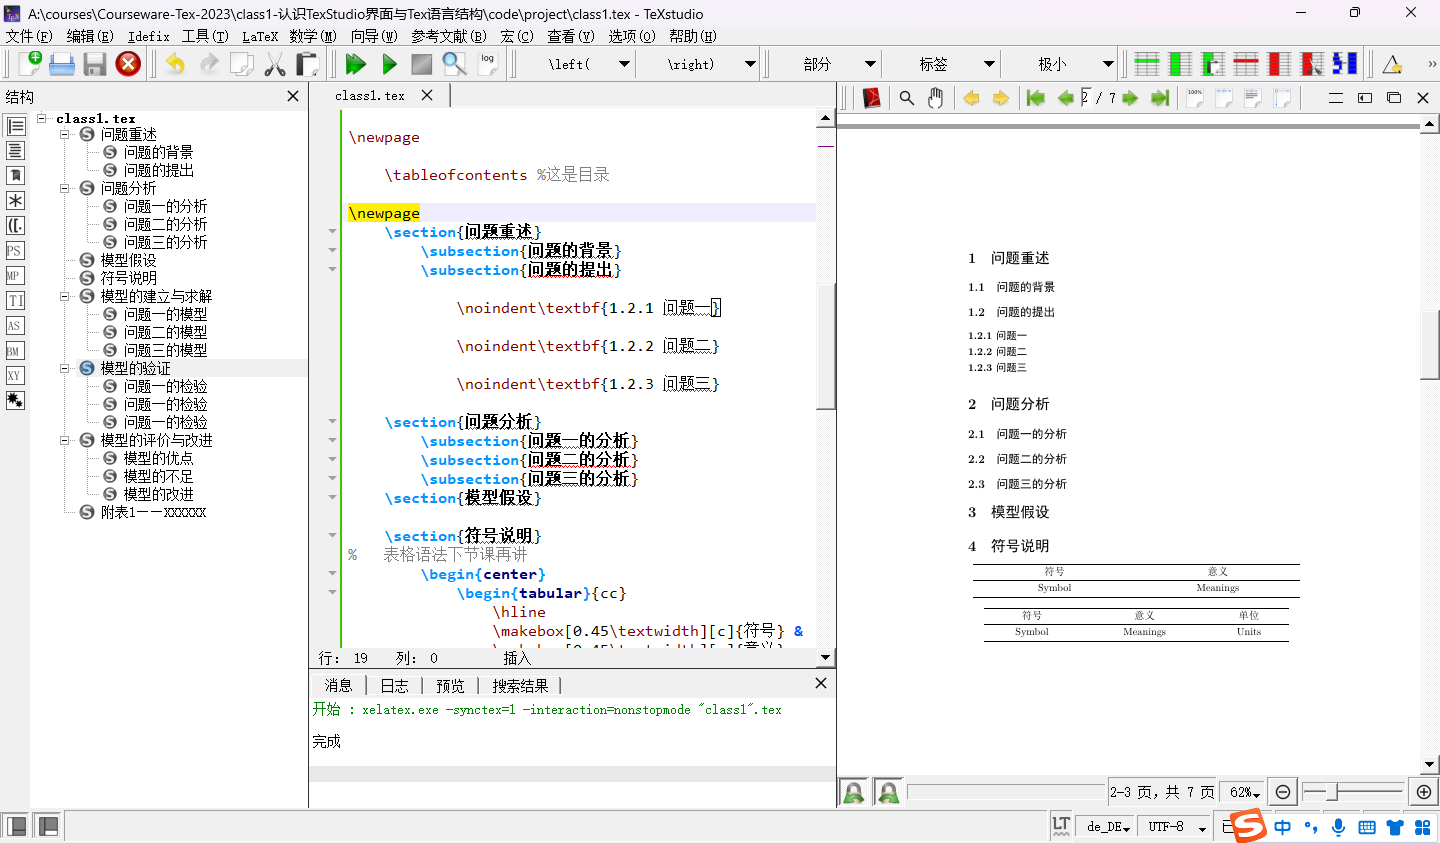 A:\courses\Courseware-Tex-2023\class1-认识TexStudio界面与Tex语言结构\code\project\class1.tex - TeXstudio
文件(F) 编辑(E) Idefix 工具(T) LaTeX 数学(M) 向导(W) 参考文献(B) 宏(C) 查看(V) 选项(O) 帮助(H)
log \left( \right) 部分 标签 极小
结构
class1.tex
问题重述
问题的背景
问题的提出
问题分析
问题一的分析
问题二的分析
问题三的分析
模型假设
符号说明
模型的建立与求解
问题一的模型
问题二的模型
问题三的模型
模型的验证
问题一的检验
问题一的检验
问题一的检验
模型的评价与改进
模型的优点
模型的不足
模型的改进
附表1——XXXXXX
PS
MP
TI
AS
BM
XY
class1.tex
\newpage
\tableofcontents %这是目录
\newpage
\section{问题重述}
\subsection{问题的背景}
\subsection{问题的提出}
\noindent\textbf{1.2.1 问题一}
\noindent\textbf{1.2.2 问题二}
\noindent\textbf{1.2.3 问题三}
\section{问题分析}
\subsection{问题一的分析}
\subsection{问题二的分析}
\subsection{问题三的分析}
\section{模型假设}
\section{符号说明}
% 表格语法下节课再讲
\begin{center}
\begin{tabular}{cc}
\hline
\makebox[0.45\textwidth][c]{符号} &
\makebox[0.45\textwidth][c]{意义}
行: 19 列: 0 插入
消息 日志 预览 搜索结果
开始 : xelatex.exe -synctex=1 -interaction=nonstopmode "class1".tex
完成
2 / 7 100%
1 问题重述
1.1 问题的背景
1.2 问题的提出
1.2.1 问题一
1.2.2 问题二
1.2.3 问题三
2 问题分析
2.1 问题一的分析
2.2 问题二的分析
2.3 问题三的分析
3 模型假设
4 符号说明
符号 意义
Symbol Meanings
符号 意义 单位
Symbol Meanings Units
2-3 页，共 7 页 62%
LT de_DE UTF-8 已
中